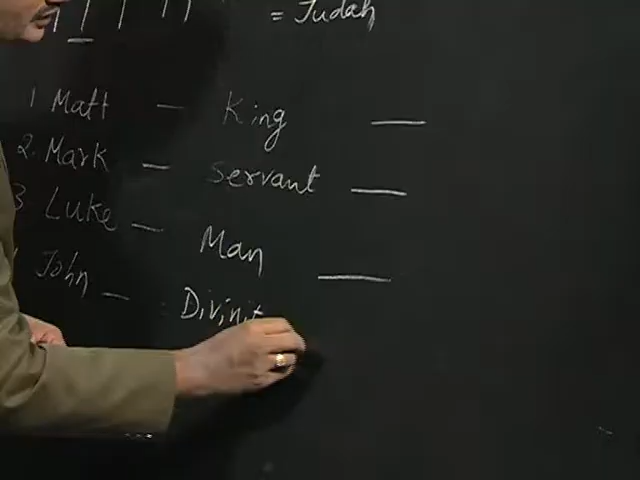 = Judah
1 Matt — King —
2. Mark — Servant —
3 Luke — Man —
John — Divinit